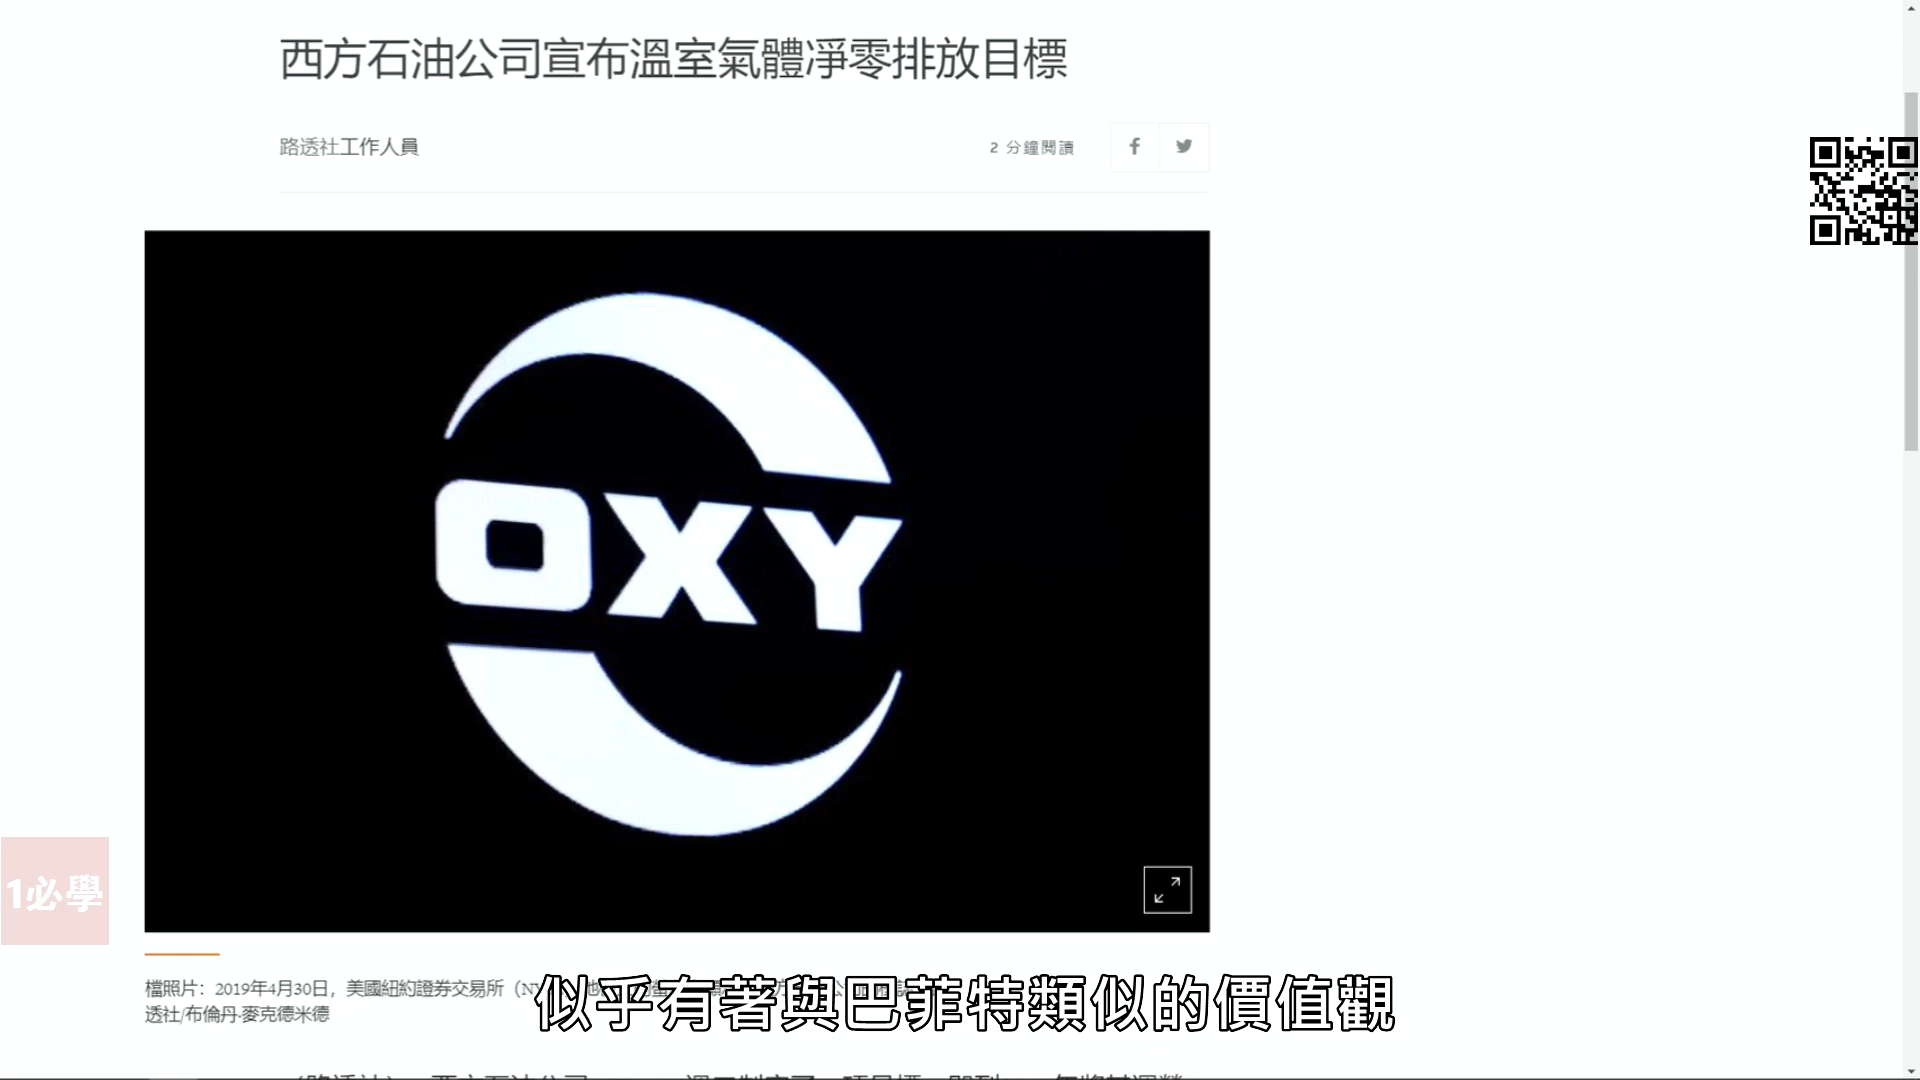 西方石油公司宣布溫室氣體凈零排放目標
路透社工作人員
2 分鐘閱讀
OXY
1必學
檔照片：2019年4月30日，美國紐約證券交易所（NY
透社/布倫丹·麥克德米德
似乎有著與巴菲特類似的價值觀